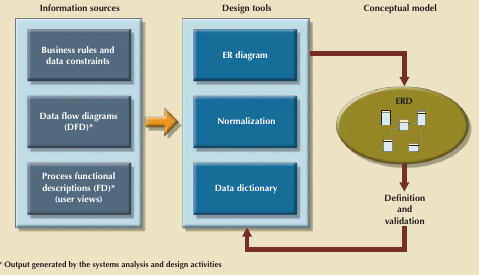 Information sources
Design tools
Conceptual model
Business rules and
data constraints
Data flow diagrams
(DFD)*
Process functional
descriptions (FD)*
(user views)
ER diagram
Normalization
Data dictionary
ERD
Definition
and
validation
* Output generated by the systems analysis and design activities